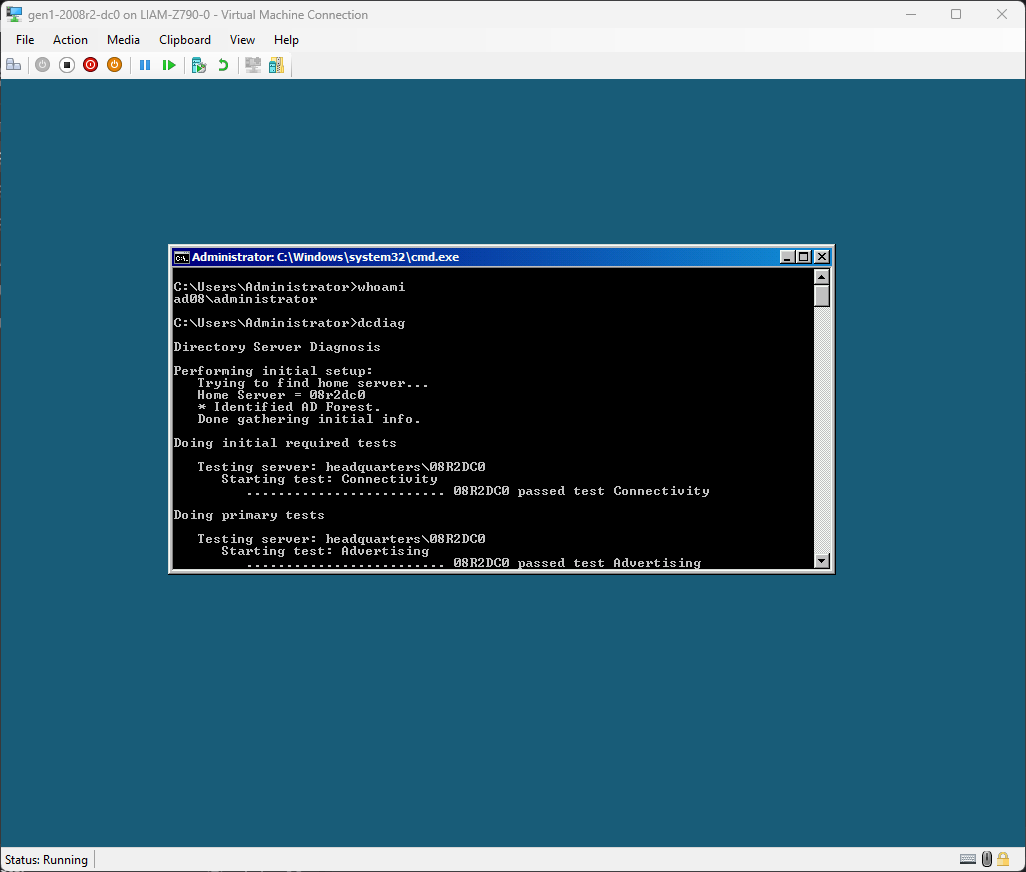 gen1-2008r2-dc0 on LIAM-Z790-0 - Virtual Machine Connection
File Action Media Clipboard View Help
Administrator: C:\Windows\system32\cmd.exe
C:\Users\Administrator>whoami
ad08\administrator
C:\Users\Administrator>dcdiag
Directory Server Diagnosis
Performing initial setup:
Trying to find home server...
Home Server = 08r2dc0
* Identified AD Forest.
Done gathering initial info.
Doing initial required tests
Testing server: headquarters\08R2DC0
Starting test: Connectivity
......................... 08R2DC0 passed test Connectivity
Doing primary tests
Testing server: headquarters\08R2DC0
Starting test: Advertising
......................... 08R2DC0 passed test Advertising
Status: Running